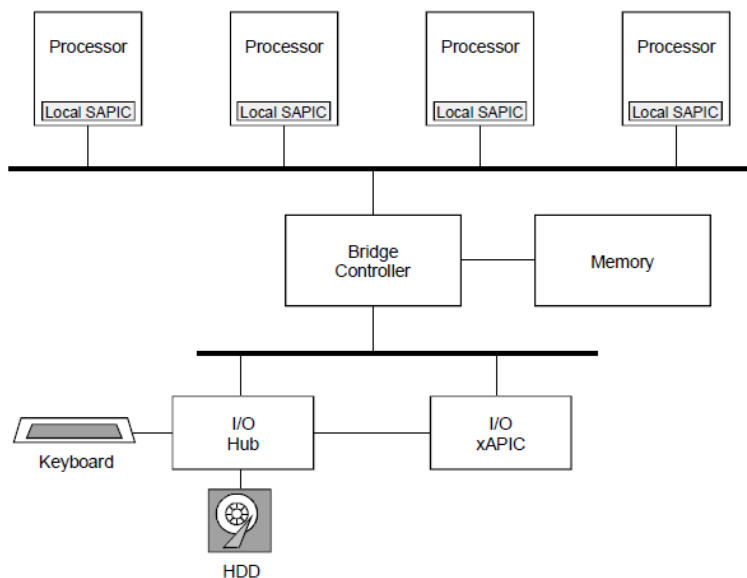 Processor
Processor
Processor
Processor
Local SAPIC
Local SAPIC
Local SAPIC
Local SAPIC
Bridge
Controller
Memory
I/O
Hub
I/O
xAPIC
Keyboard
HDD